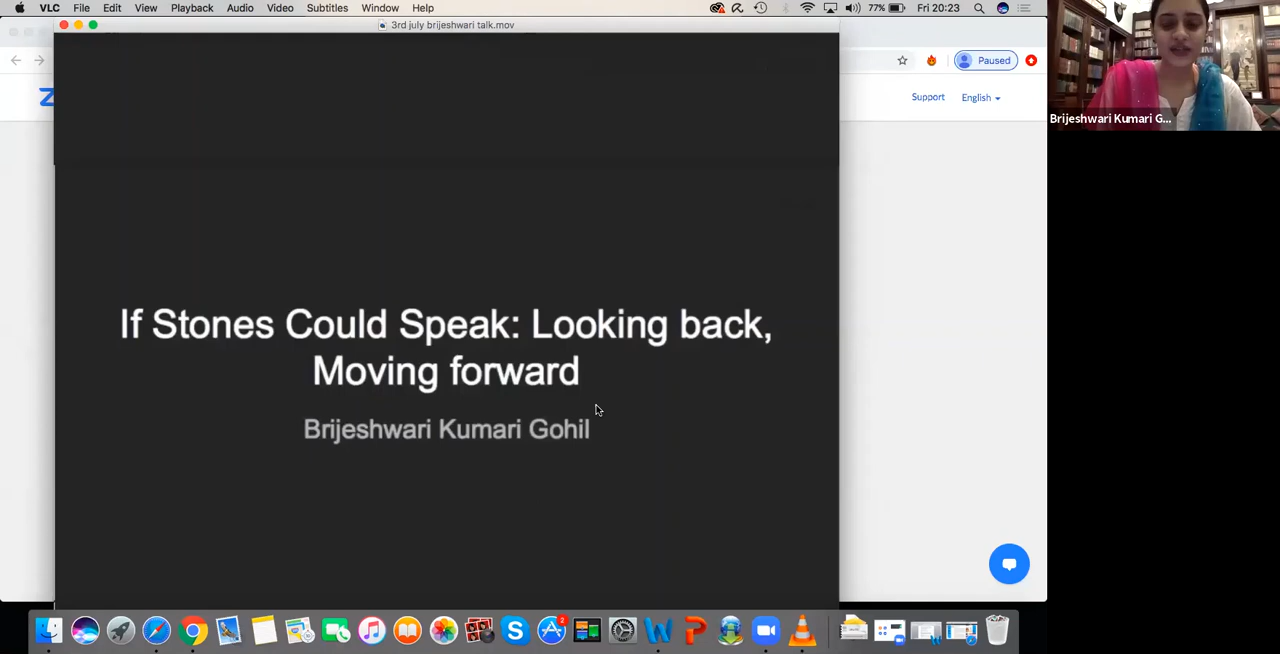 VLC File Edit View Playback Audio Video Subtitles Window Help 77% Fri 20:23
3rd july brijeshwari talk.mov
Paused
Support English
If Stones Could Speak: Looking back,
Moving forward
Brijeshwari Kumari Gohil
Brijeshwari Kumari G...
2